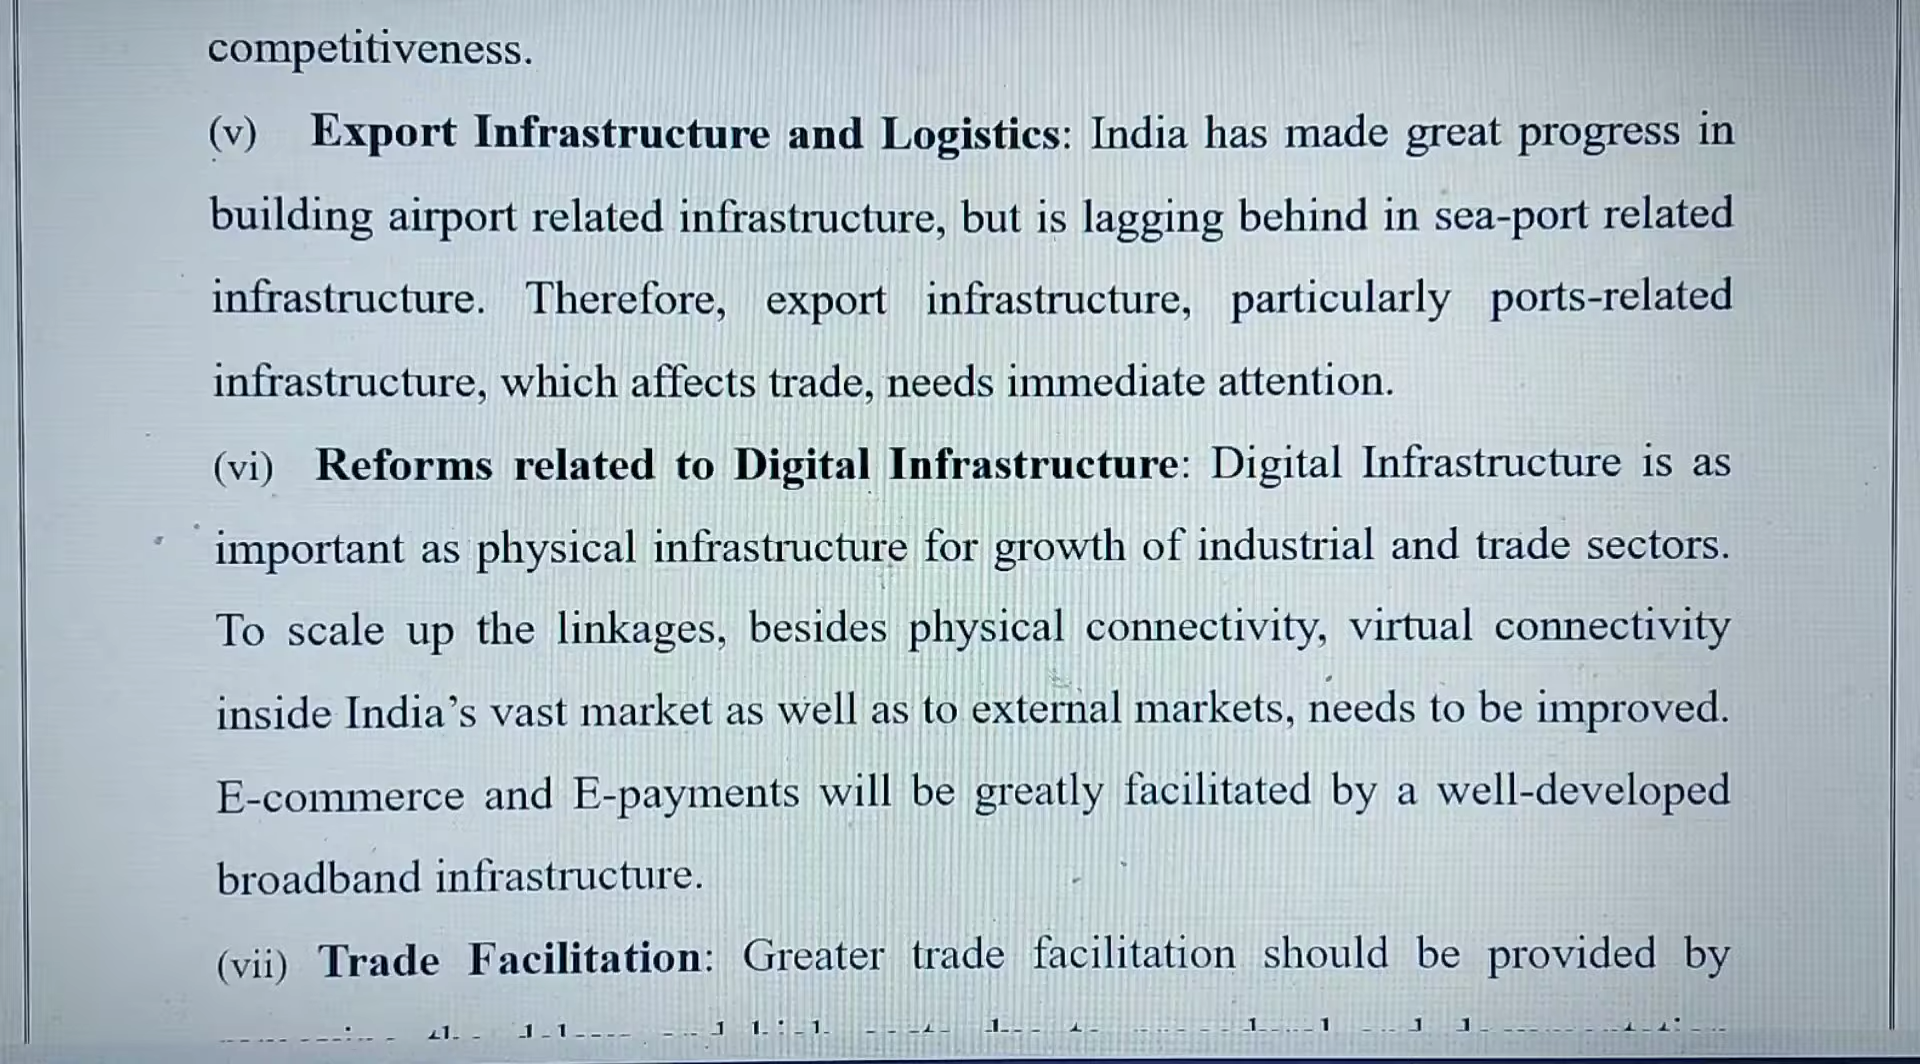 competitiveness.
(v) Export Infrastructure and Logistics: India has made great progress in
building airport related infrastructure, but is lagging behind in sea-port related
infrastructure. Therefore, export infrastructure, particularly ports-related
infrastructure, which affects trade, needs immediate attention.
(vi) Reforms related to Digital Infrastructure: Digital Infrastructure is as
important as physical infrastructure for growth of industrial and trade sectors.
To scale up the linkages, besides physical connectivity, virtual connectivity
inside India’s vast market as well as to external markets, needs to be improved.
E-commerce and E-payments will be greatly facilitated by a well-developed
broadband infrastructure.
(vii) Trade Facilitation: Greater trade facilitation should be provided by